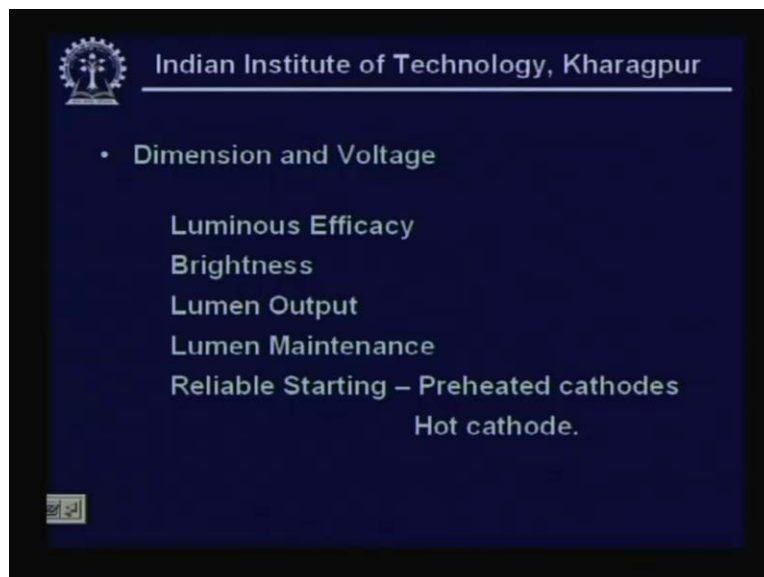 Indian Institute of Technology, Kharagpur
• Dimension and Voltage
Luminous Efficacy
Brightness
Lumen Output
Lumen Maintenance
Reliable Starting – Preheated cathodes
Hot cathode.